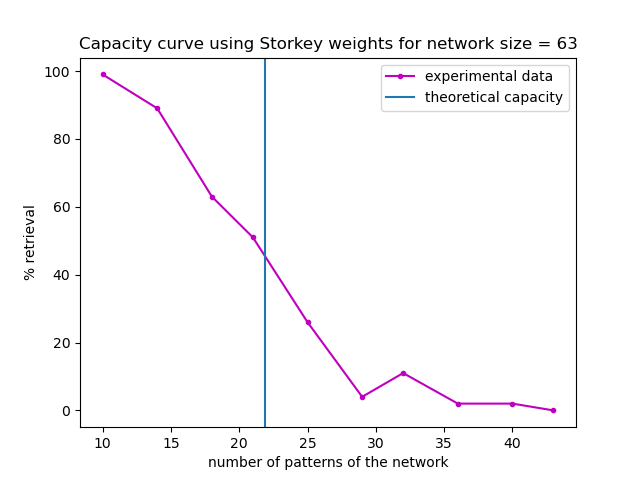 Capacity curve using Storkey weights for network size = 63
experimental data
theoretical capacity
% retrieval
100
80
60
40
20
0
10 15 20 25 30 35 40
number of patterns of the network